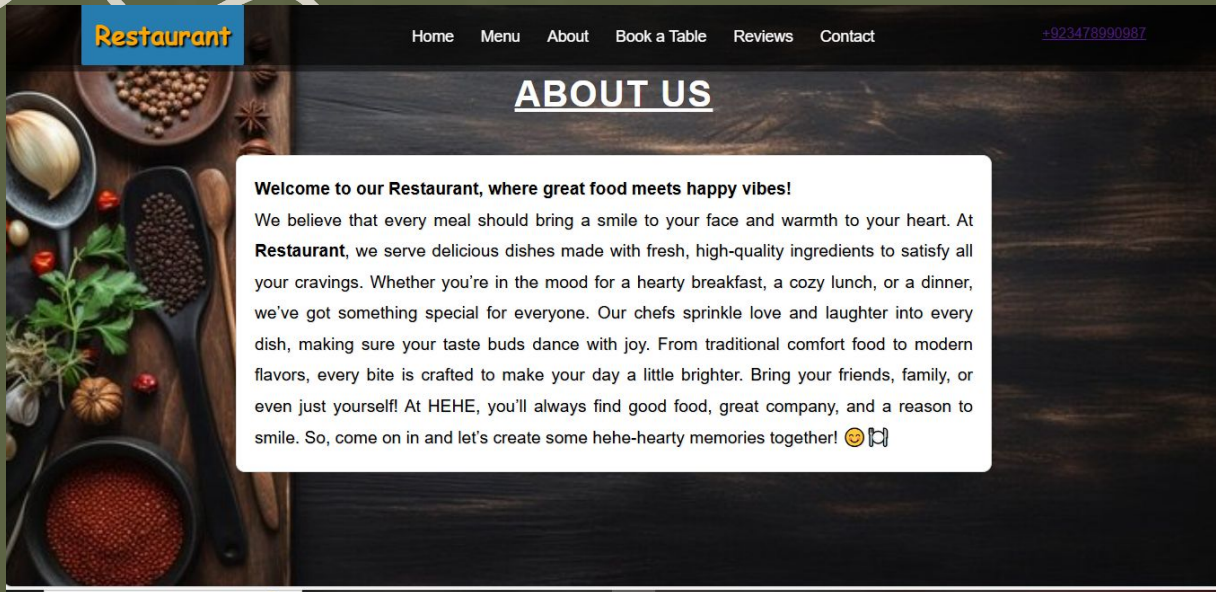 Restaurant
Home Menu About Book a Table Reviews Contact
+923478990987
ABOUT US
Welcome to our Restaurant, where great food meets happy vibes!
We believe that every meal should bring a smile to your face and warmth to your heart. At
Restaurant, we serve delicious dishes made with fresh, high-quality ingredients to satisfy all
your cravings. Whether you’re in the mood for a hearty breakfast, a cozy lunch, or a dinner,
we’ve got something special for everyone. Our chefs sprinkle love and laughter into every
dish, making sure your taste buds dance with joy. From traditional comfort food to modern
flavors, every bite is crafted to make your day a little brighter. Bring your friends, family, or
even just yourself! At HEHE, you’ll always find good food, great company, and a reason to
smile. So, come on in and let’s create some hehe-hearty memories together! 😊🍽️